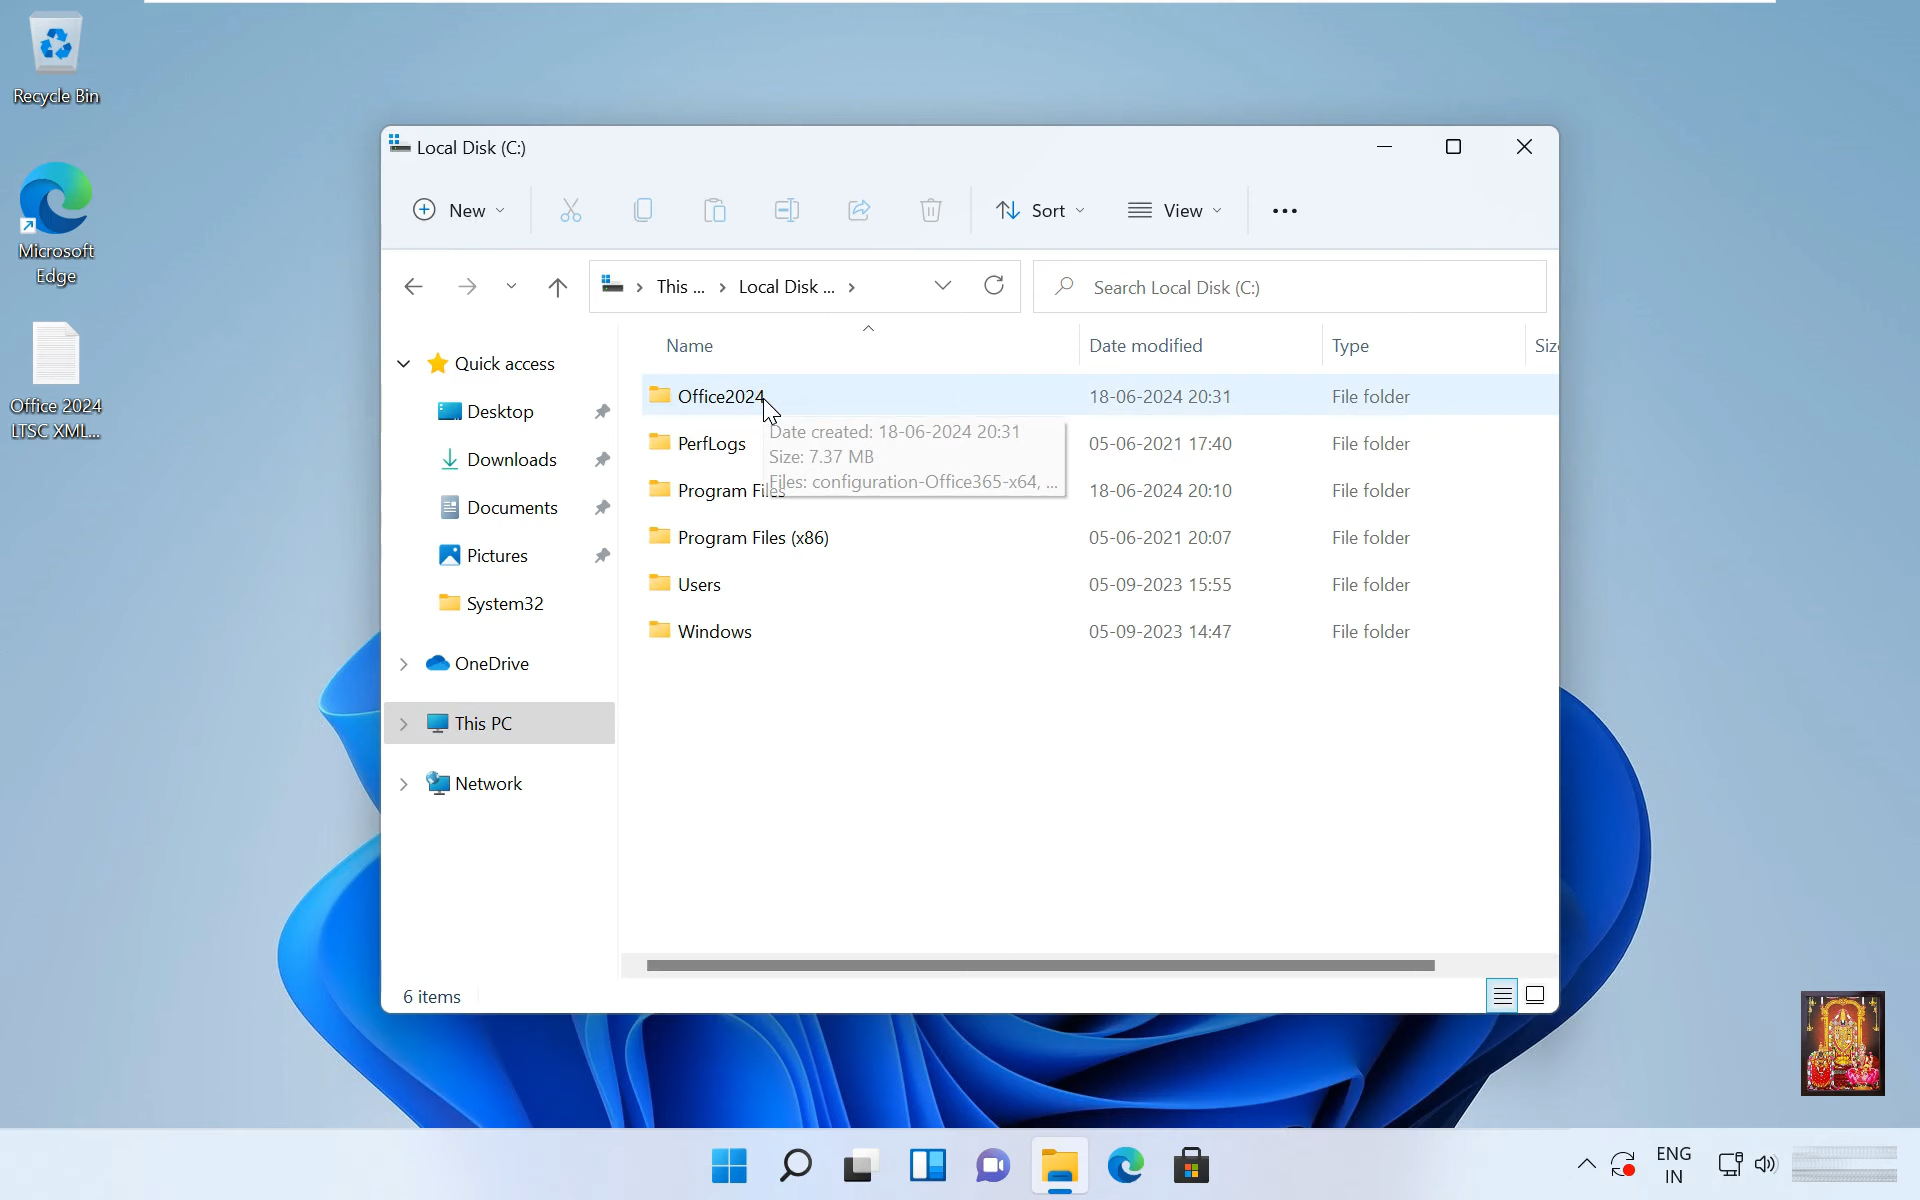 Recycle Bin
Microsoft
Edge
Office 2024
LTSC XML...
Local Disk (C:)
New
Sort
View
This ...
Local Disk ...
Search Local Disk (C:)
Name
Date modified
Type
Siz
Quick access
Desktop
Downloads
Documents
Pictures
System32
OneDrive
This PC
Network
Office2024 18-06-2024 20:31 File folder
PerfLogs 05-06-2021 17:40 File folder
Program Files 18-06-2024 20:10 File folder
Program Files (x86) 05-06-2021 20:07 File folder
Users 05-09-2023 15:55 File folder
Windows 05-09-2023 14:47 File folder
Date created: 18-06-2024 20:31
Size: 7.37 MB
Files: configuration-Office365-x64, ...
6 items
ENG
IN